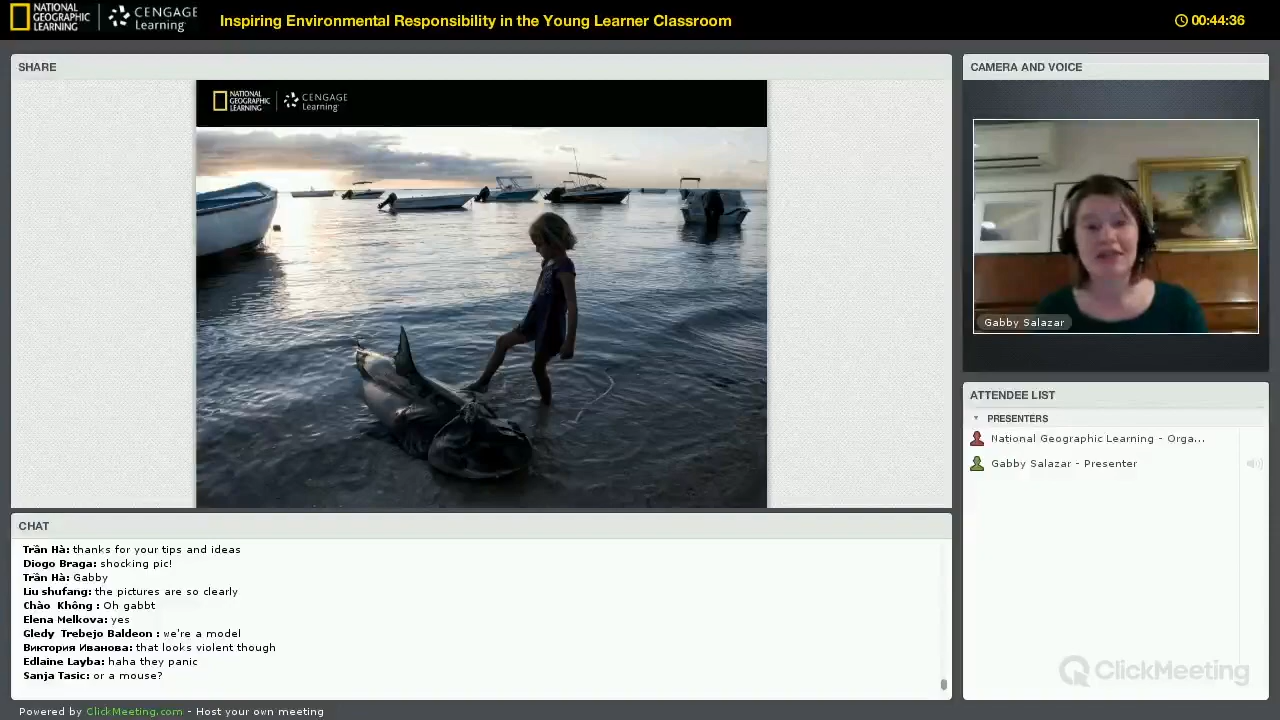 NATIONAL
GEOGRAPHIC
LEARNING
CENGAGE
Learning
Inspiring Environmental Responsibility in the Young Learner Classroom
00:44:36
SHARE
NATIONAL
GEOGRAPHIC
LEARNING
CENGAGE
Learning
CAMERA AND VOICE
Gabby Salazar
ATTENDEE LIST
PRESENTERS
National Geographic Learning - Orga...
Gabby Salazar - Presenter
CHAT
Trân Hà: thanks for your tips and ideas
Diogo Braga: shocking pic!
Trân Hà: Gabby
Liu shufang: the pictures are so clearly
Chào Không : Oh gabbt
Elena Melkova: yes
Gledy Trebejo Baldeon : we're a model
Виктория Иванова: that looks violent though
Edlaine Layba: haha they panic
Sanja Tasic: or a mouse?
ClickMeeting
Powered by ClickMeeting.com - Host your own meeting